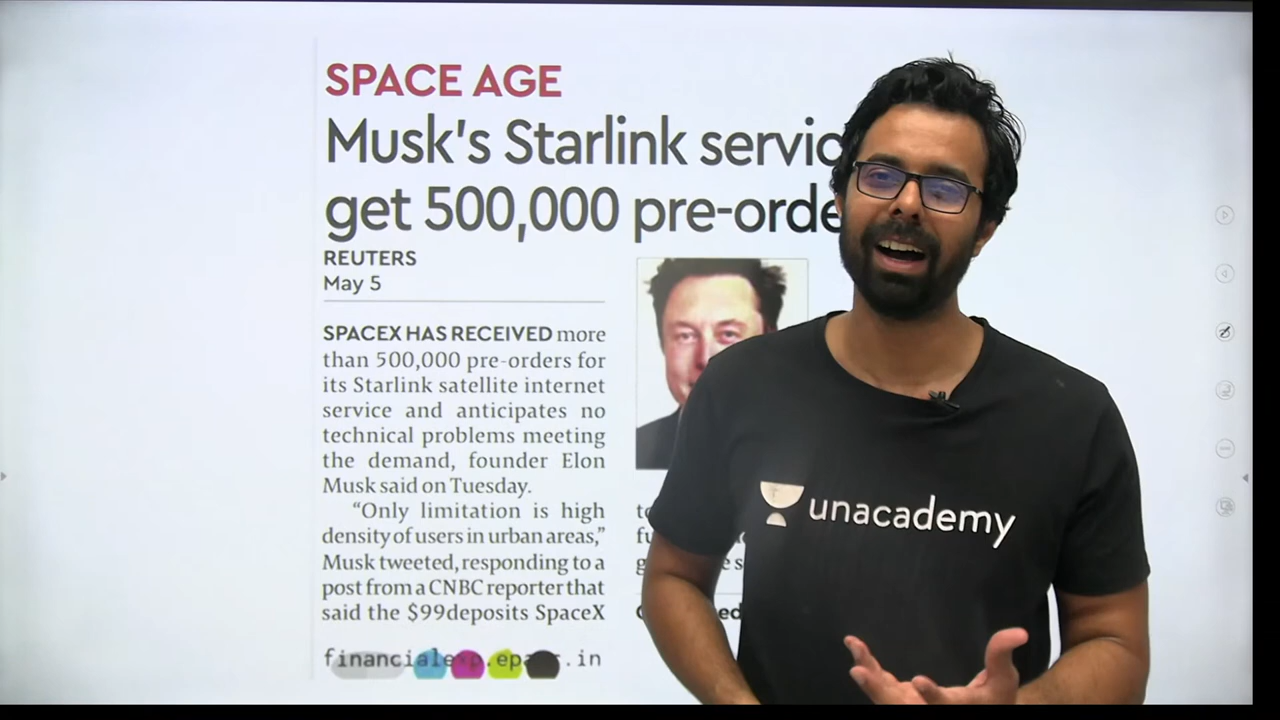 SPACE AGE
Musk's Starlink servic
get 500,000 pre-orde
REUTERS
May 5
SPACEX HAS RECEIVED more
than 500,000 pre-orders for
its Starlink satellite internet
service and anticipates no
technical problems meeting
the demand, founder Elon
Musk said on Tuesday.
“Only limitation is high
density of users in urban areas,”
Musk tweeted, responding to a
post from a CNBC reporter that
said the $99 deposits SpaceX
unacademy